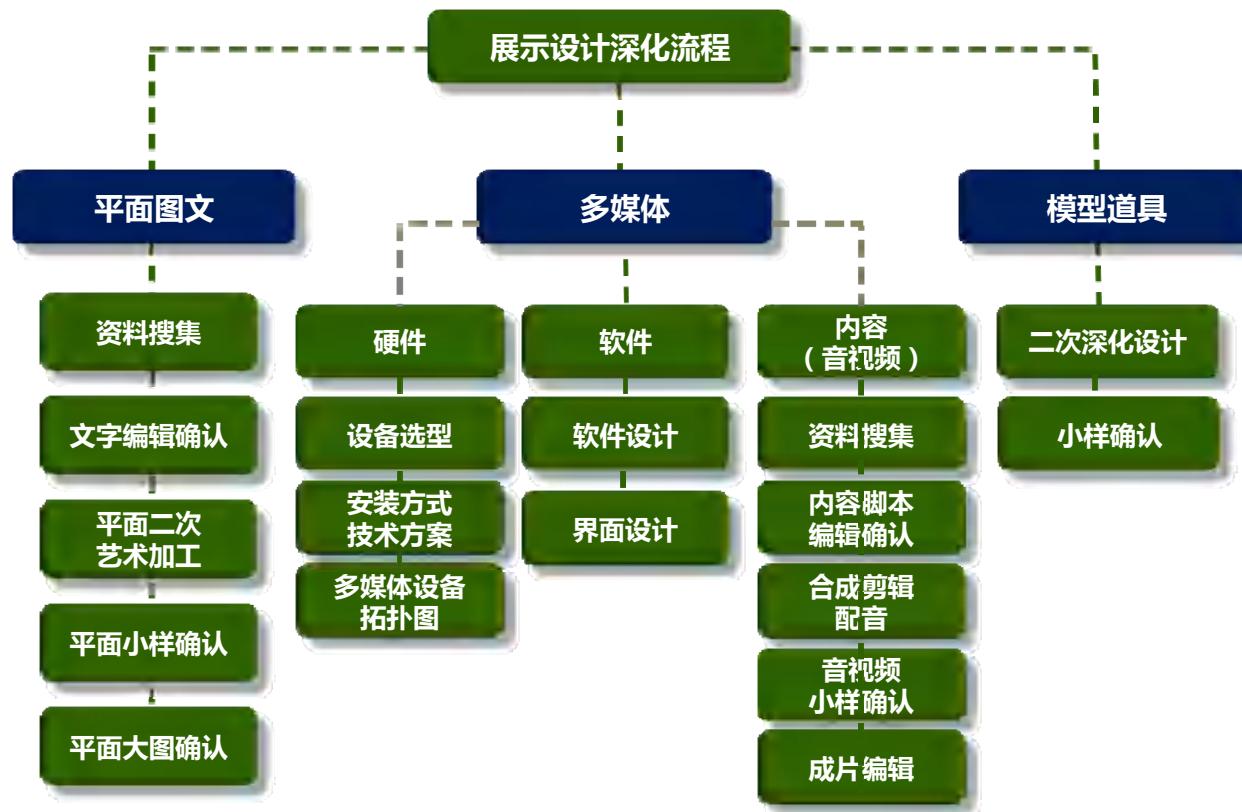 展示设计深化流程
平面图文
多媒体
模型道具
资料搜集
文字编辑确认
平面二次
艺术加工
平面小样确认
平面大图确认
硬件
设备选型
安装方式
技术方案
多媒体设备
拓扑图
软件
软件设计
界面设计
内容
（音视频）
资料搜集
内容脚本
编辑确认
合成剪辑
配音
音视频
小样确认
成片编辑
二次深化设计
小样确认